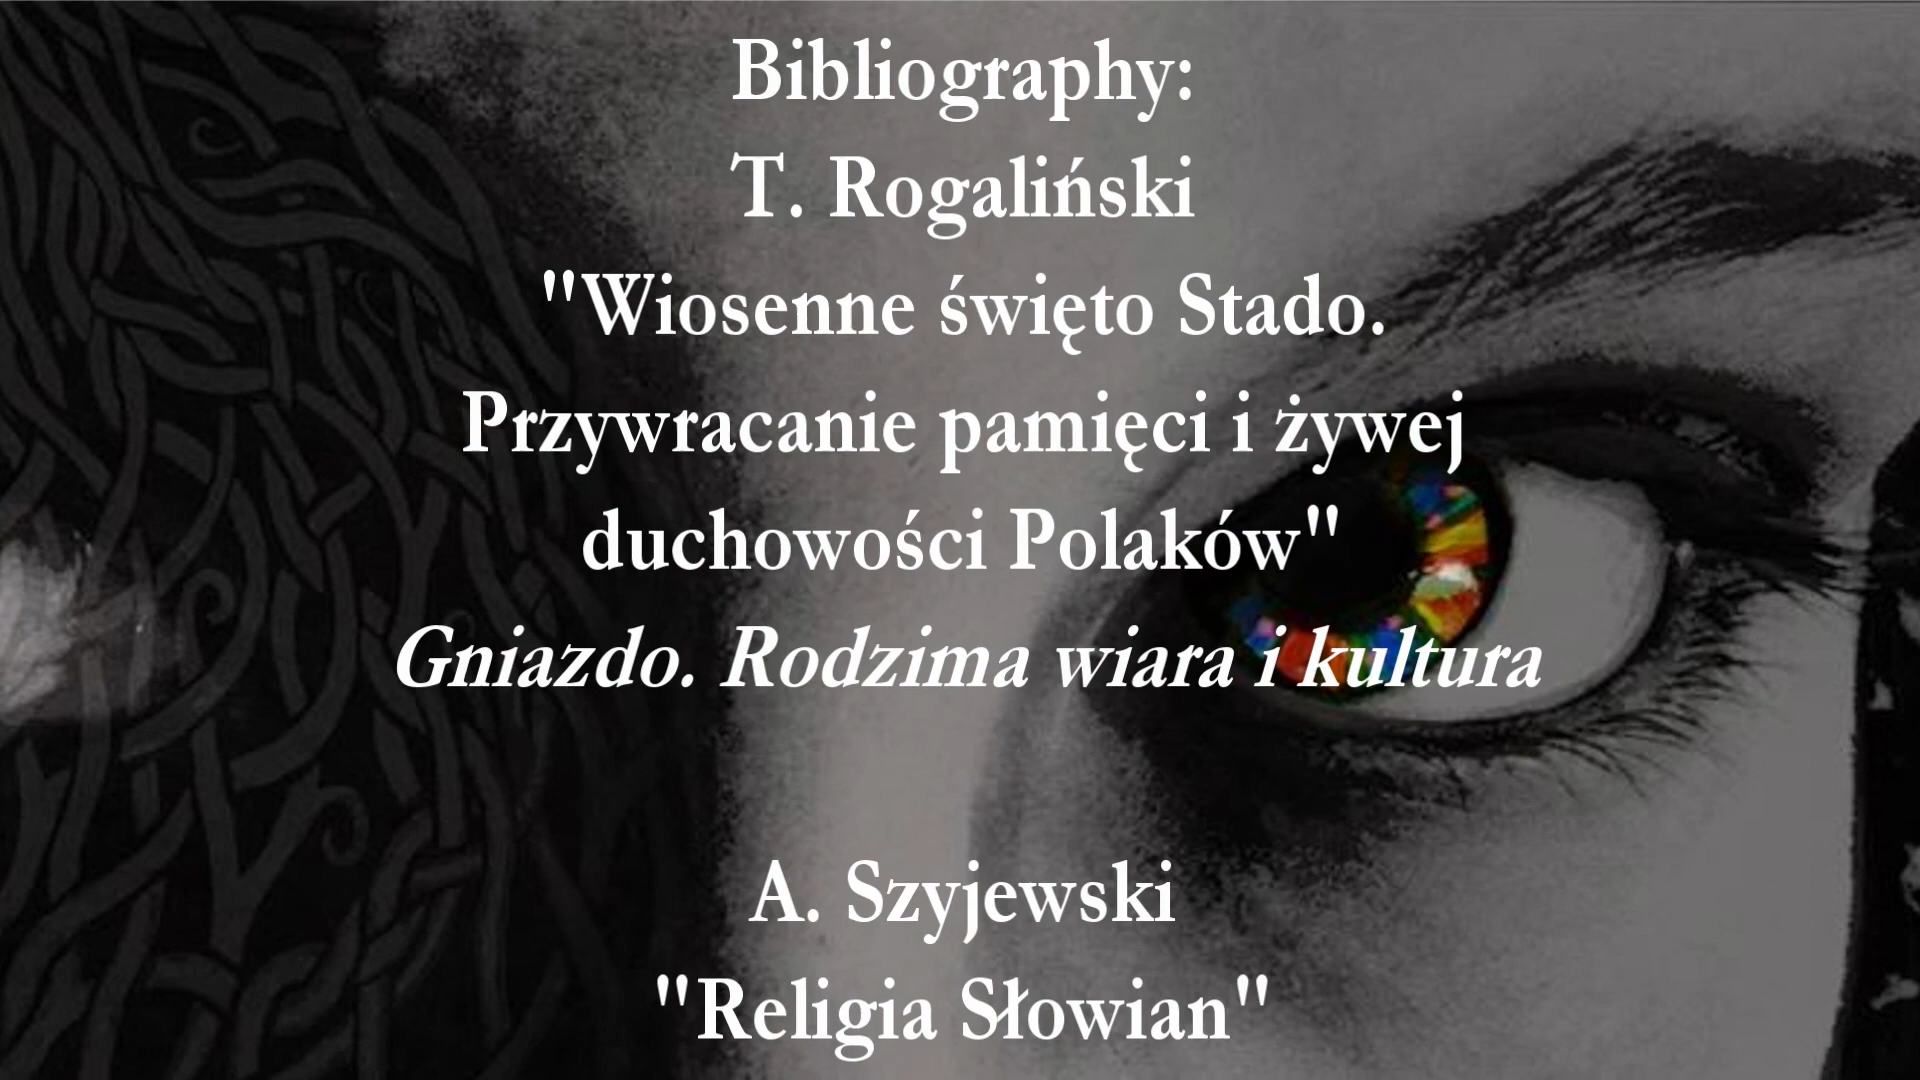 Bibliography:
T. Rogaliński
"Wiosenne święto Stado.
Przywracanie pamięci i żywej
duchowości Polaków"
Gniazdo. Rodzima wiara i kultura
A. Szyjewski
"Religia Słowian"